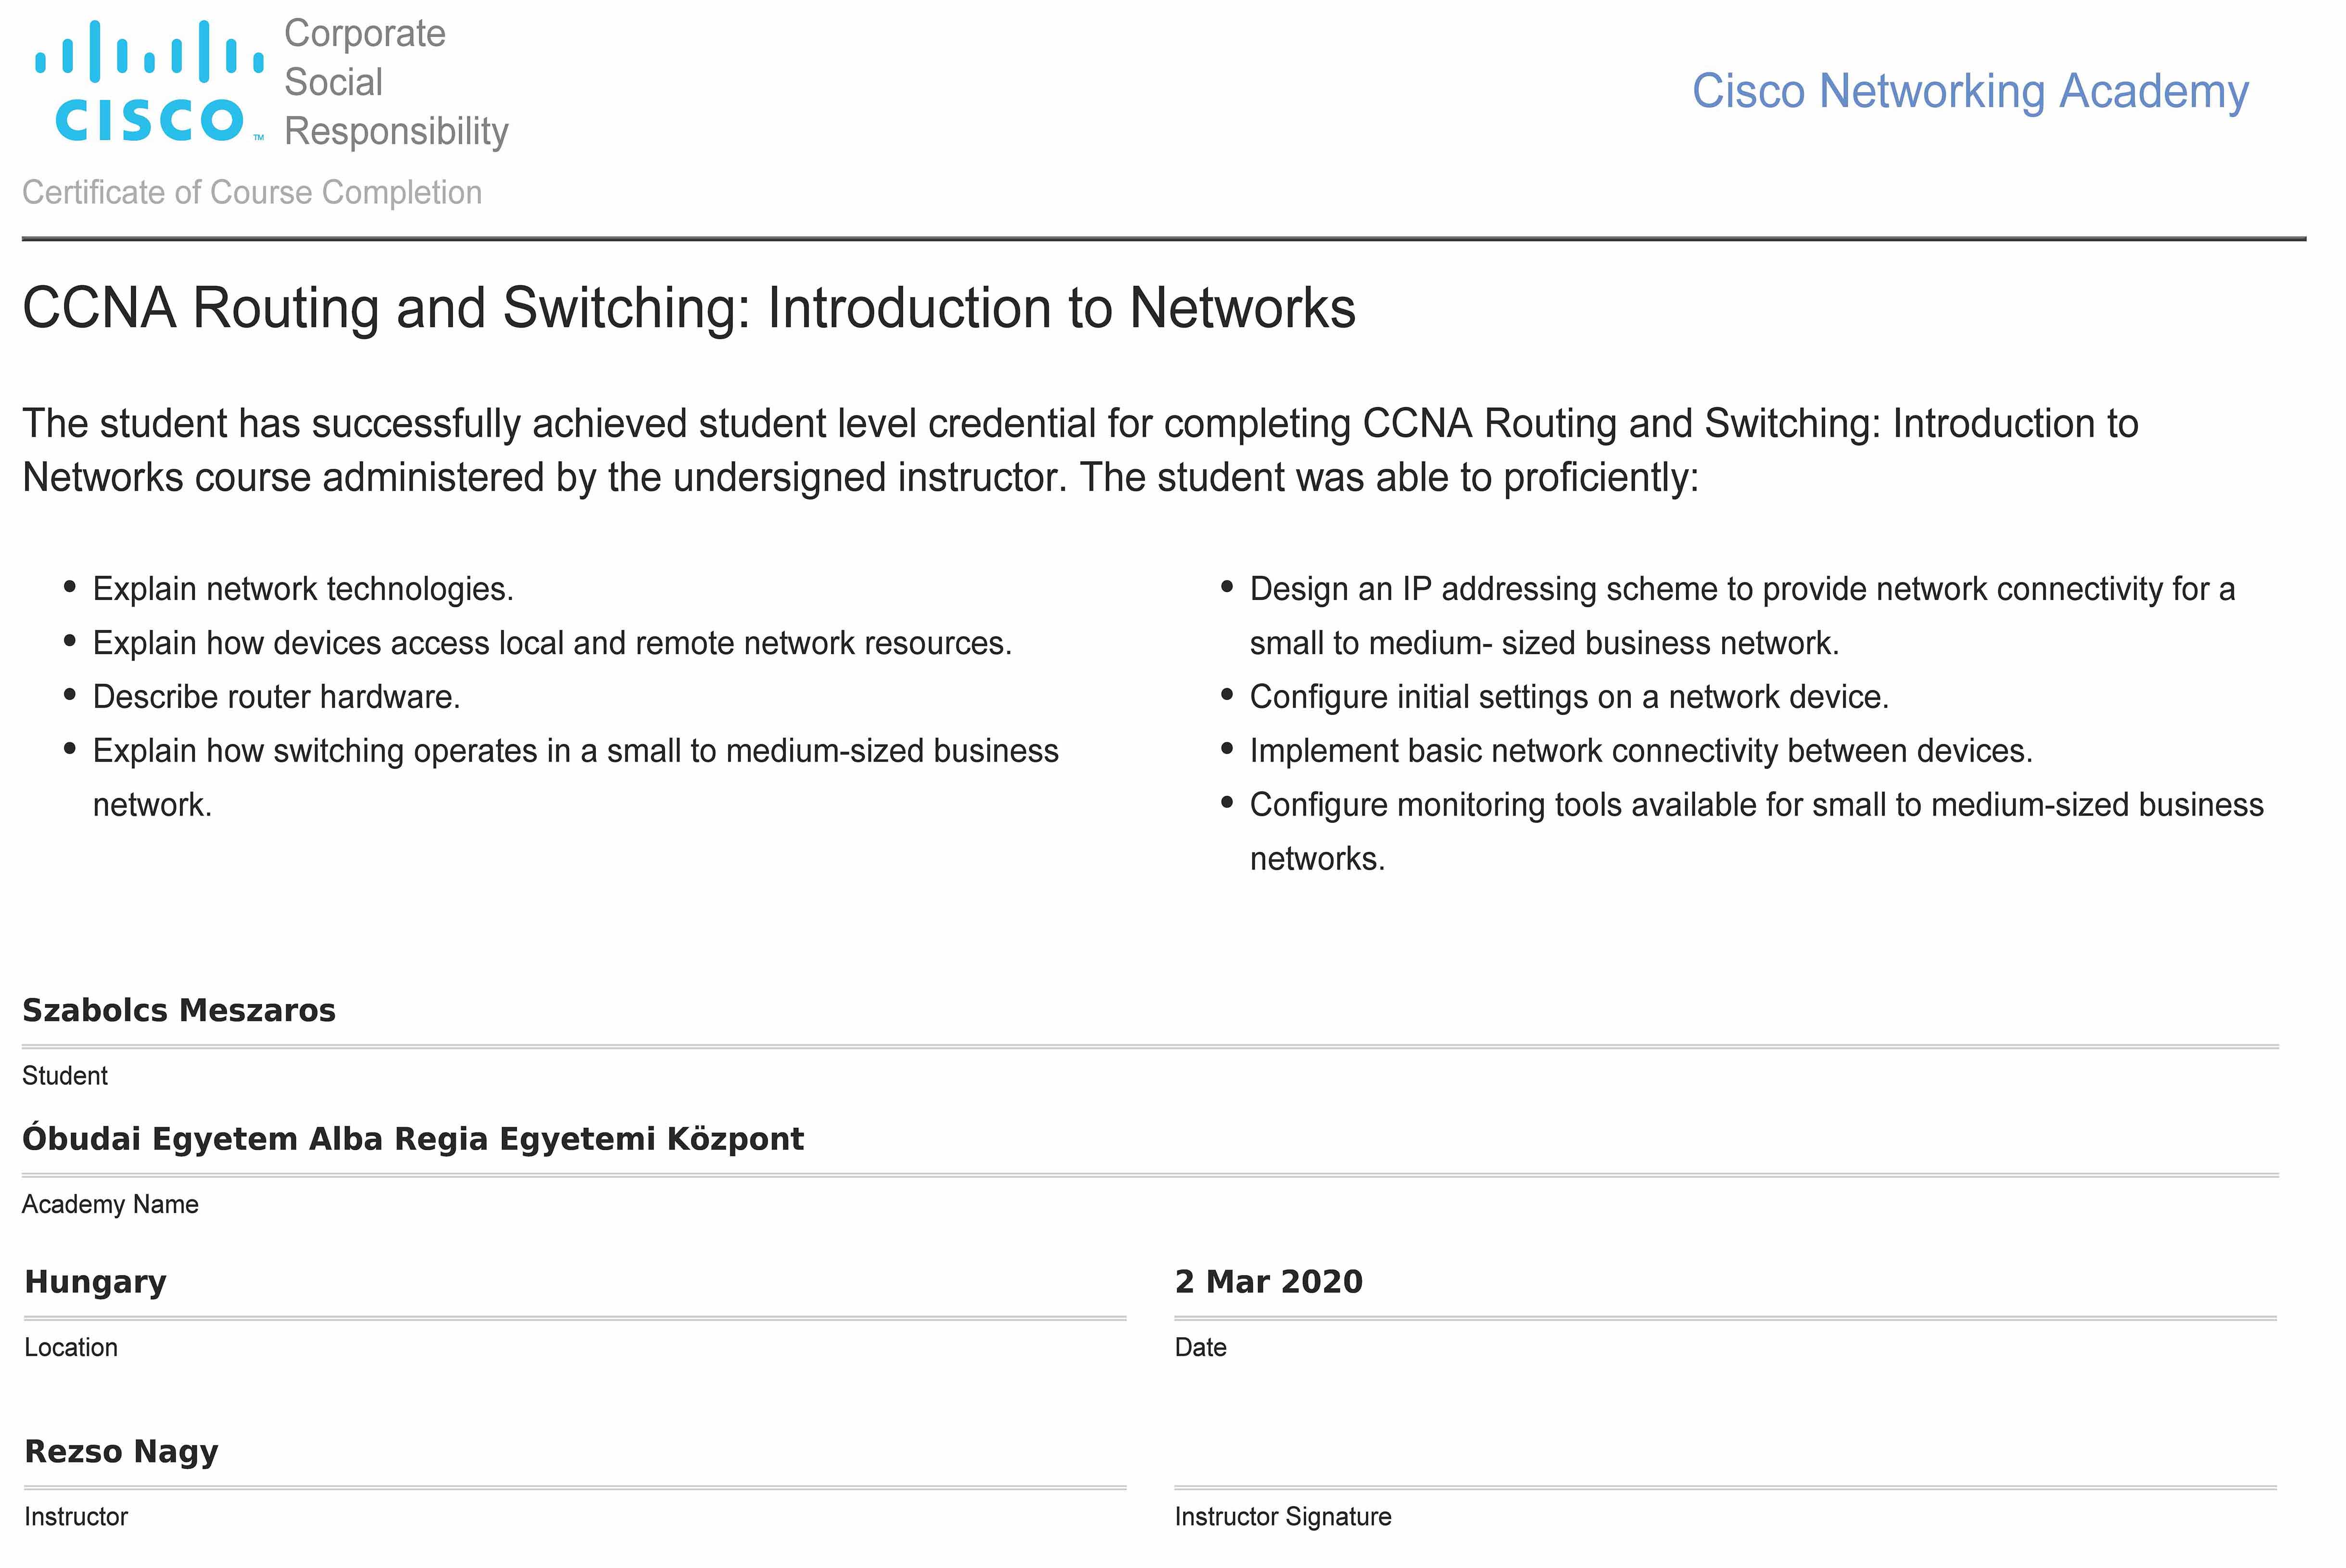 Corporate
Social
CISCO™
Responsibility
Cisco Networking Academy
Certificate of Course Completion
CCNA Routing and Switching: Introduction to Networks
The student has successfully achieved student level credential for completing CCNA Routing and Switching: Introduction to
Networks course administered by the undersigned instructor. The student was able to proficiently:
• Explain network technologies.
• Explain how devices access local and remote network resources.
• Describe router hardware.
• Explain how switching operates in a small to medium-sized business
network.
• Design an IP addressing scheme to provide network connectivity for a
small to medium- sized business network.
• Configure initial settings on a network device.
• Implement basic network connectivity between devices.
• Configure monitoring tools available for small to medium-sized business
networks.
Szabolcs Meszaros
Student
Óbudai Egyetem Alba Regia Egyetemi Központ
Academy Name
Hungary
Location
2 Mar 2020
Date
Rezso Nagy
Instructor
Instructor Signature